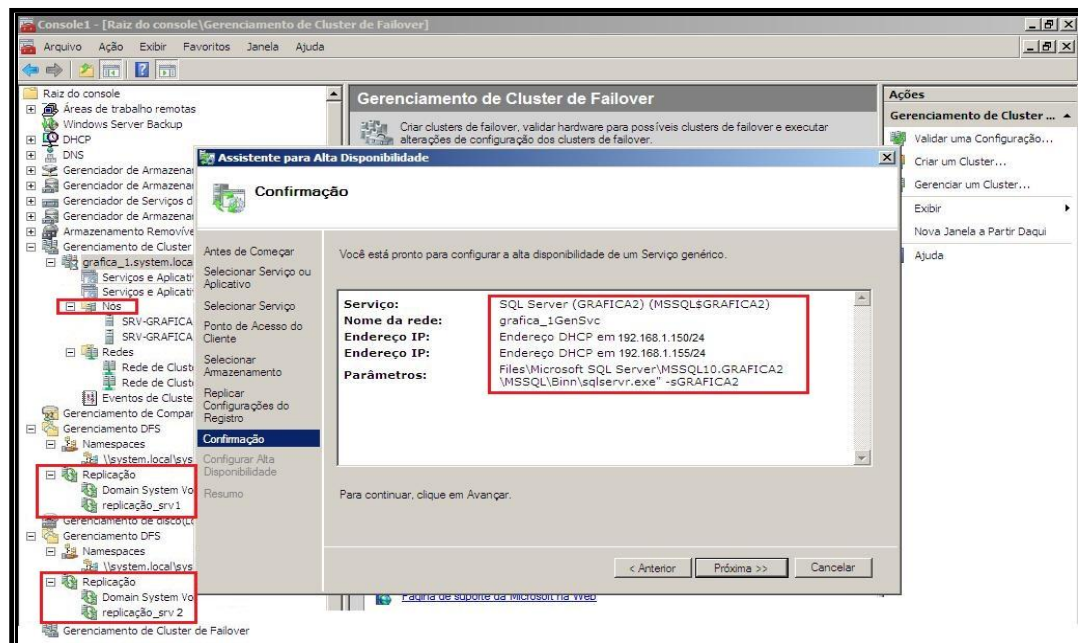 Console1 - [Raiz do console\Gerenciamento de Cluster de Failover]
Arquivo Ação Exibir Favoritos Janela Ajuda
Raiz do console
Áreas de trabalho remotas
Windows Server Backup
DHCP
DNS
Gerenciador de Armazena
Gerenciador de Armazena
Gerenciador de Serviços d
Gerenciador de Armazena
Armazenamento Removíve
Gerenciamento de Cluster
grafica_1.system.loca
Serviços e Aplicati
Serviços e Aplicati
Nós
SRV-GRAFICA
SRV-GRAFICA
Redes
Rede de Clust
Rede de Clust
Eventos de Cluste
Gerenciamento de Compar
Gerenciamento DFS
Namespaces
\\system.local\sys
Replicação
Domain System Vo
replicação_srv1
Gerenciamento de disco(Lo
Gerenciamento DFS
Namespaces
\\system.local\sys
Replicação
Domain System Vo
replicação_srv 2
Gerenciamento de Cluster de Failover
Gerenciamento de Cluster de Failover
Criar clusters de failover, validar hardware para possíveis clusters de failover e executar
alterações de configuração dos clusters de failover.
Assistente para Alta Disponibilidade
Confirmação
Antes de Começar
Selecionar Serviço ou
Aplicativo
Selecionar Serviço
Ponto de Acesso do
Cliente
Selecionar
Armazenamento
Replicar
Configurações do
Registro
Confirmação
Configurar Alta
Disponibilidade
Resumo
Você está pronto para configurar a alta disponibilidade de um Serviço genérico.
Serviço: SQL Server (GRAFICA2) (MSSQL$GRAFICA2)
Nome da rede: grafica_1GenSvc
Endereço IP: Endereço DHCP em 192.168.1.150/24
Endereço IP: Endereço DHCP em 192.168.1.155/24
Parâmetros: Files\Microsoft SQL Server\MSSQL10.GRAFICA2
\MSSQL\Binn\sqlservr.exe" -sGRAFICA2
Para continuar, clique em Avançar.
< Anterior Próxima >> Cancelar
Página de suporte da Microsoft na Web
Ações
Gerenciamento de Cluster ...
Validar uma Configuração...
Criar um Cluster...
Gerenciar um Cluster...
Exibir
Nova Janela a Partir Daqui
Ajuda